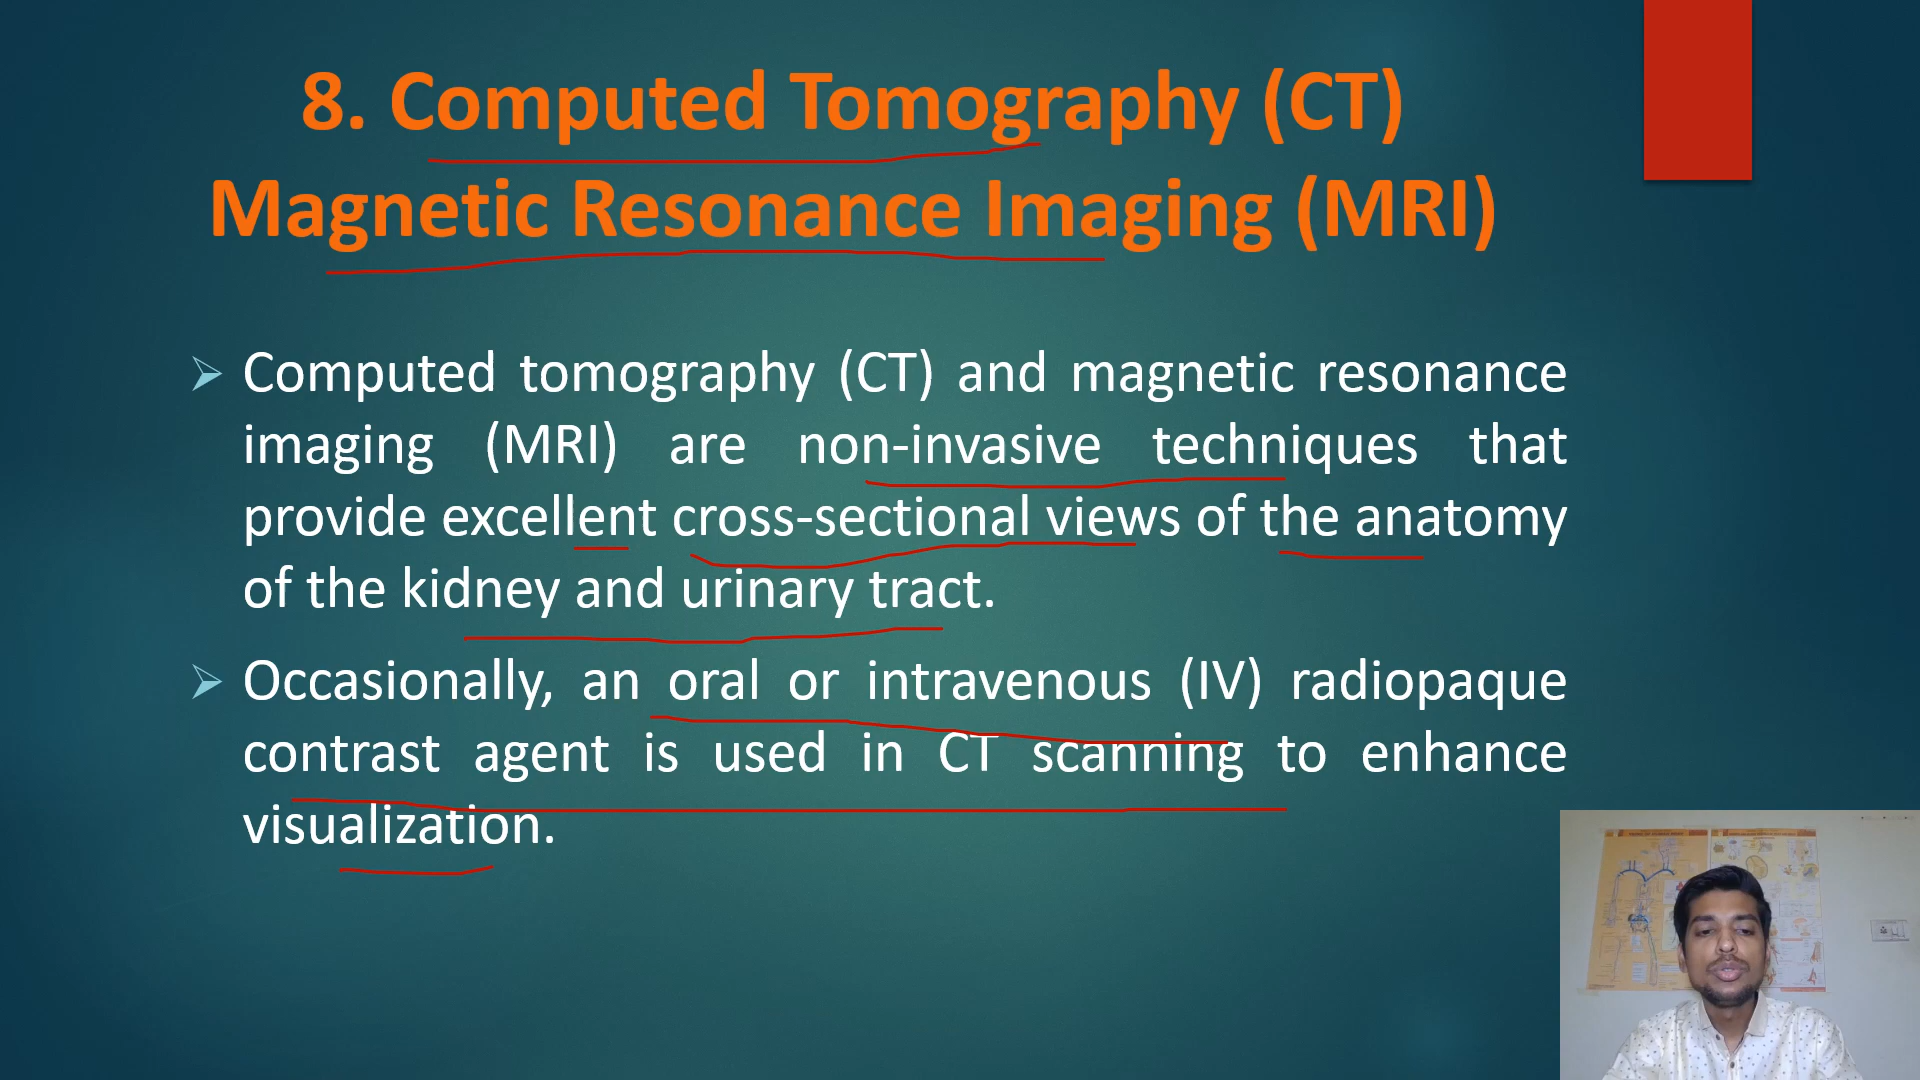 8. Computed Tomography (CT)
Magnetic Resonance Imaging (MRI)
Computed tomography (CT) and magnetic resonance
imaging (MRI) are non-invasive techniques that
provide excellent cross-sectional views of the anatomy
of the kidney and urinary tract.
Occasionally, an oral or intravenous (IV) radiopaque
contrast agent is used in CT scanning to enhance
visualization.